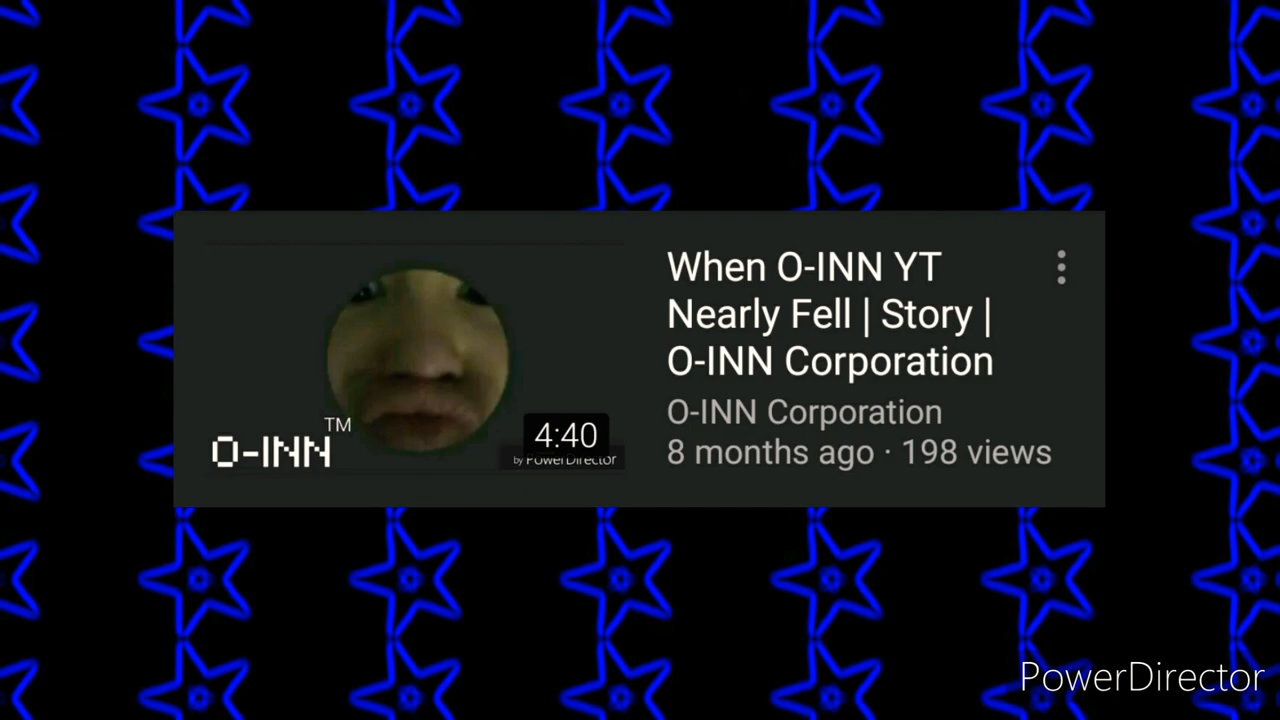 When O-INN YT
Nearly Fell | Story |
O-INN Corporation
O-INN Corporation
8 months ago · 198 views
O-INN™
4:40
by PowerDirector
PowerDirector